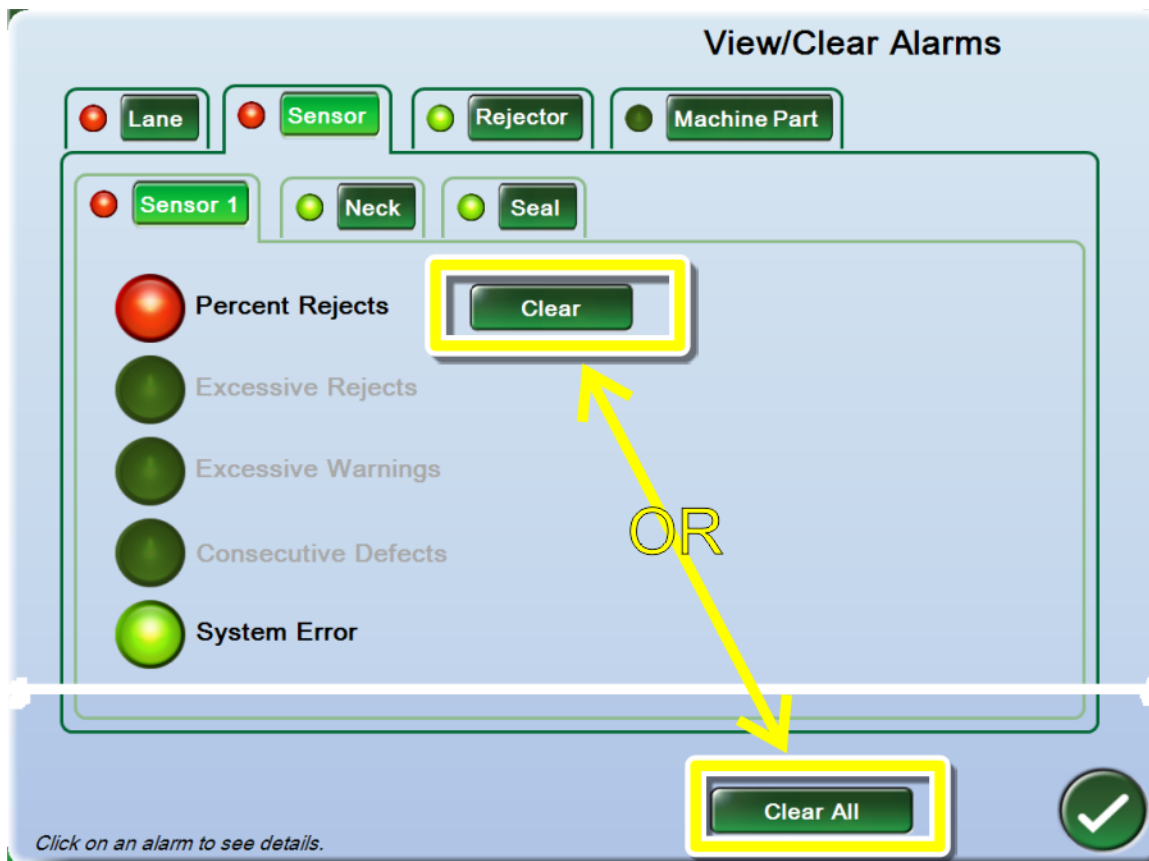 View/Clear Alarms
Lane
Sensor
Rejector
Machine Part
Sensor 1
Neck
Seal
Percent Rejects
Clear
Excessive Rejects
Excessive Warnings
OR
Consecutive Defects
System Error
Clear All
Click on an alarm to see details.